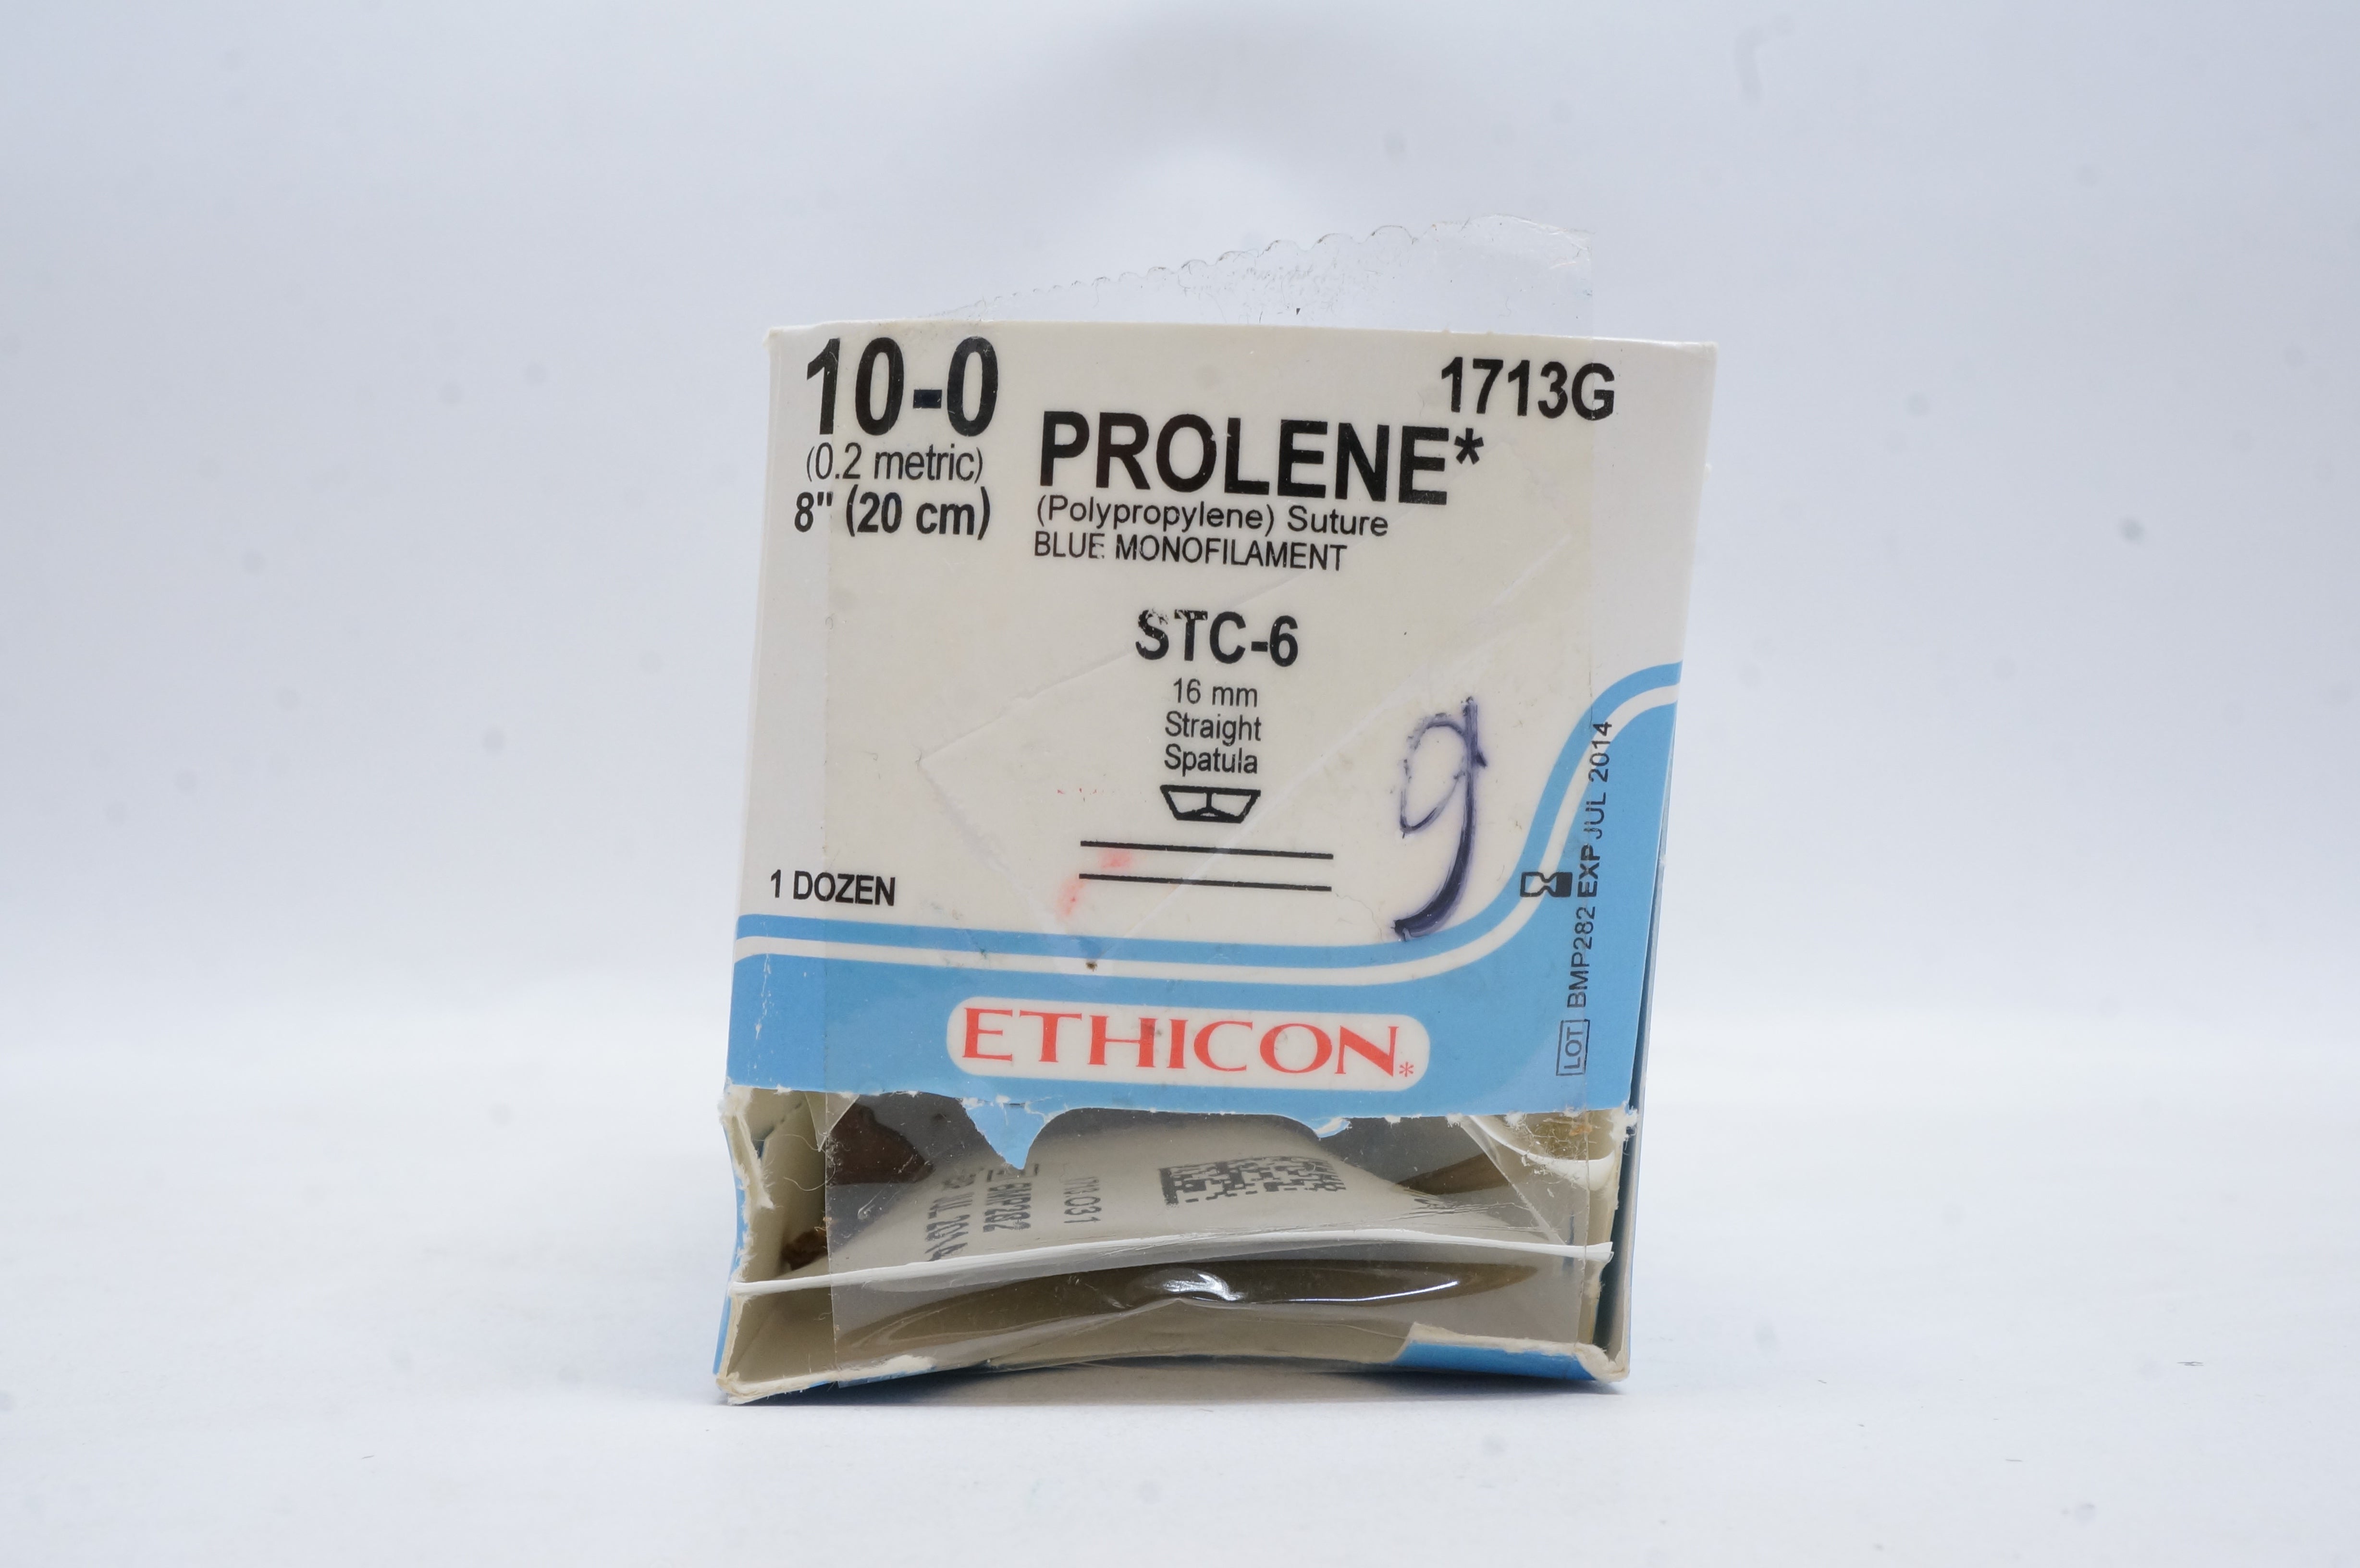 10-0
(0.2 metric)
8" (20 cm)
1713G
PROLENE*
(Polypropylene) Suture
BLUE MONOFILAMENT
STC-6
16 mm
Straight
Spatula
g
1 DOZEN
LOT BMP282 EXP JUL 2014
ETHICON*
BMP282